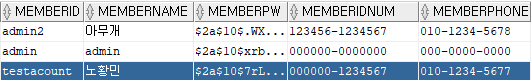 MEMBERID MEMBERNAME MEMBERPW MEMBERIDNUM MEMBERPHONE
admin2 아무개 $2a$10$.WX... 123456-1234567 010-1234-5678
admin admin $2a$10$xrb... 000000-0000000 000-0000-0000
testacount 노황민 $2a$10$7rL... 000000-1234567 010-1234-5677